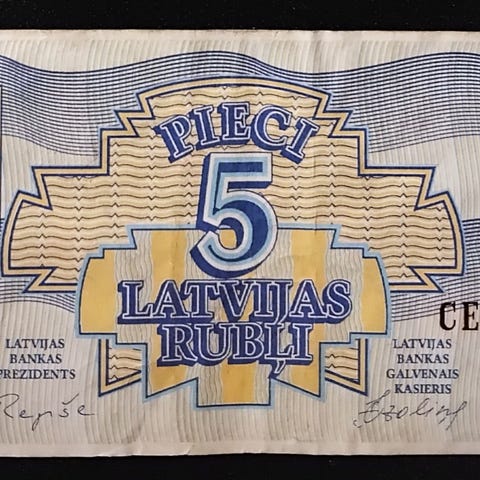 PIECI
5
LATVIJAS
RUBĻI
CE
LATVIJAS
BANKAS
PREZIDENTS
Repše
LATVIJAS
BANKAS
GALVENAIS
KASIERIS